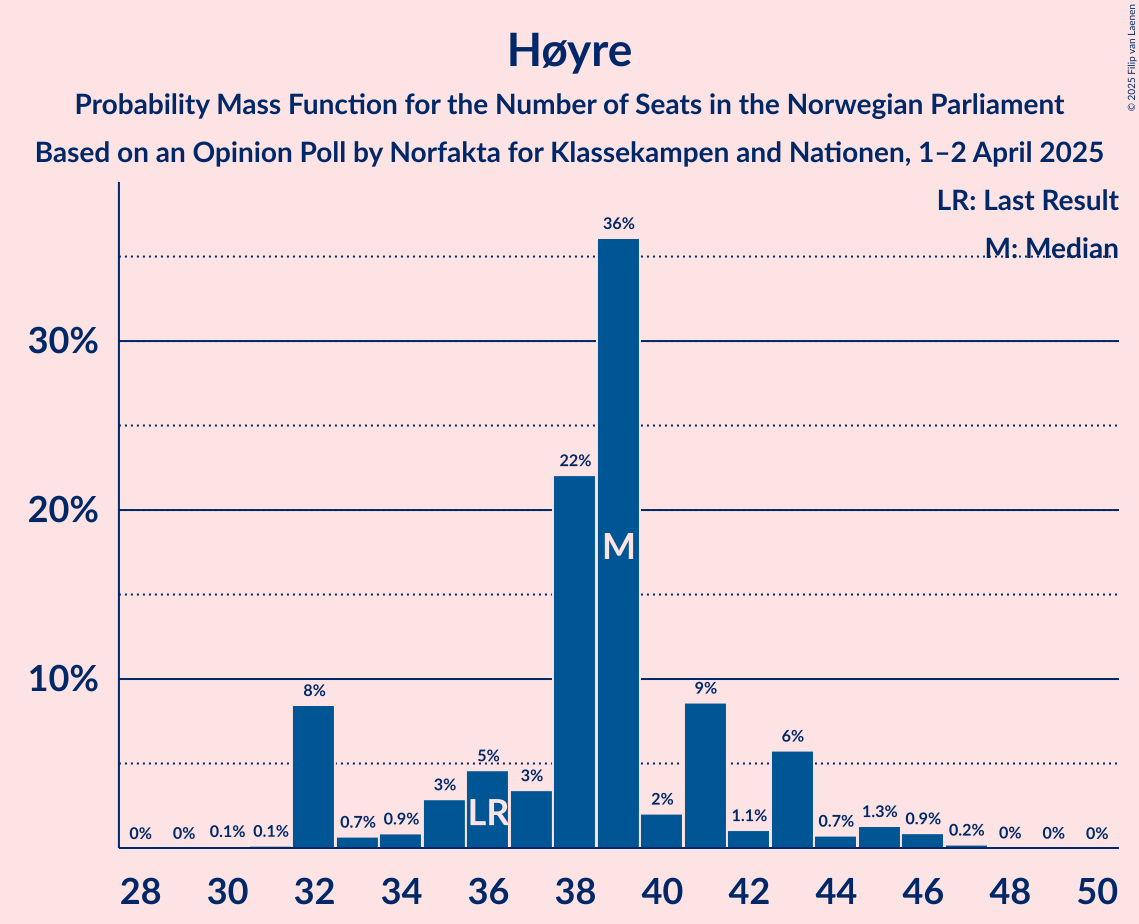 Høyre
Probability Mass Function for the Number of Seats in the Norwegian Parliament
Based on an Opinion Poll by Norfakta for Klassekampen and Nationen, 1–2 April 2025
© 2025 Filip van Laenen
LR: Last Result
M: Median
36%
30%
22%
20%
M
10%
8%
9%
6%
5%
3%
3%
LR
2%
0%
0%
0.1%
0.1%
0.7%
0.9%
1.1%
0.7%
1.3%
0.9%
0.2%
0%
0%
0%
28 30 32 34 36 38 40 42 44 46 48 50